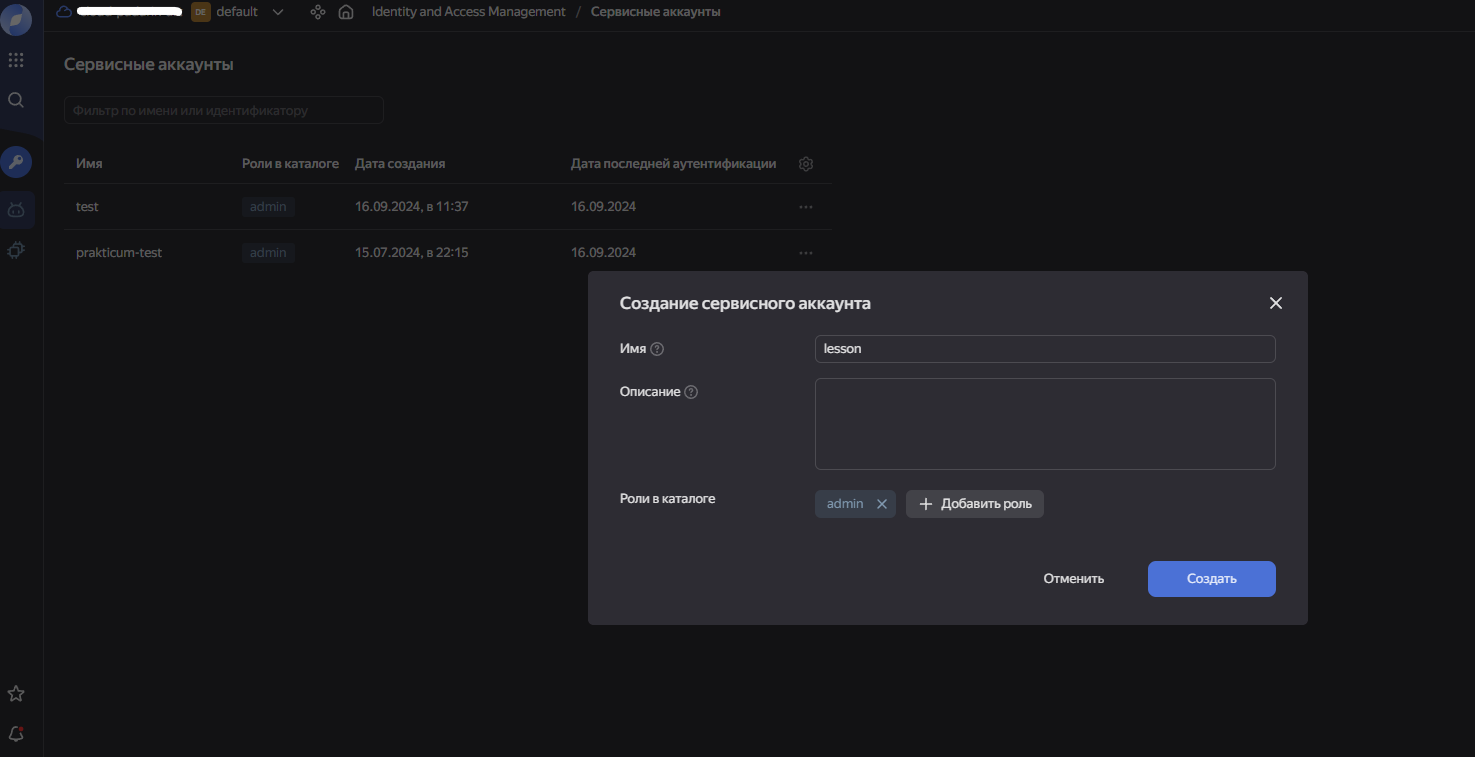 DE default Identity and Access Management / Сервисные аккаунты
Сервисные аккаунты
Фильтр по имени или идентификатору
Имя Роли в каталоге Дата создания Дата последней аутентификации
test admin 16.09.2024, в 11:37 16.09.2024
prakticum-test admin 15.07.2024, в 22:15 16.09.2024
Создание сервисного аккаунта
Имя lesson
Описание
Роли в каталоге admin Добавить роль
Отменить Создать